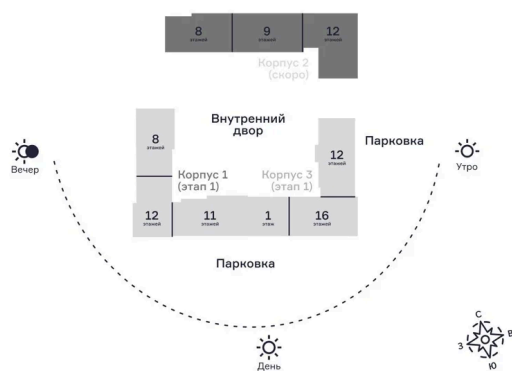 8
этажей
9
этажей
12
этажей
Корпус 2
(скоро)
Внутренний
двор
8
этажей
Парковка
12
этажей
Вечер
Утро
Корпус 1
(этап 1)
Корпус 3
(этап 1)
12
этажей
11
этажей
1
этаж
16
этажей
Парковка
День
С
В
З
Ю